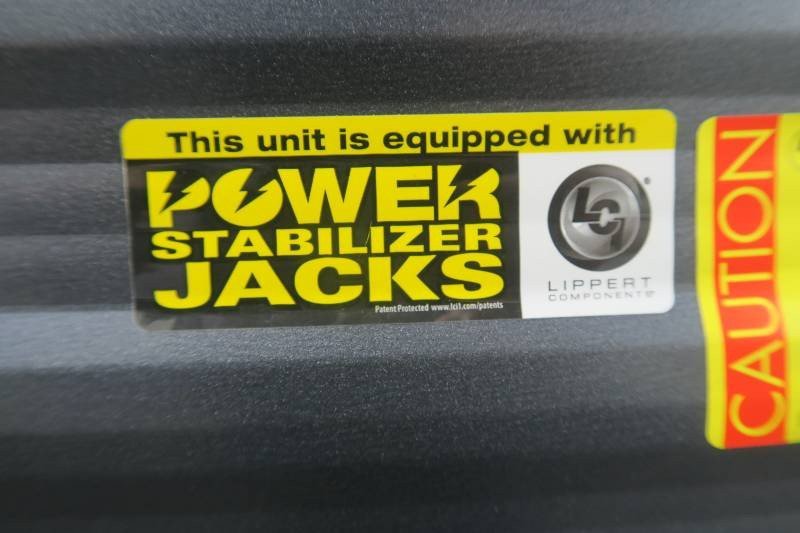 This unit is equipped with
POWER
STABILIZER
JACKS
Patent Protected www.lci1.com/patents
LCI
LIPPERT
COMPONENTS®
CAUTION